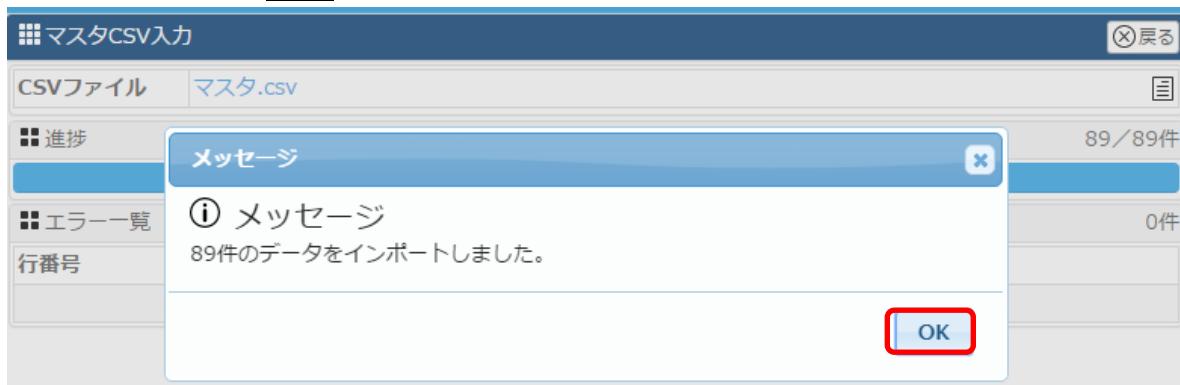 マスタCSV入力
戻る
CSVファイル
マスタ.csv
進捗
89／89件
メッセージ
メッセージ
89件のデータをインポートしました。
エラー一覧
0件
行番号
OK